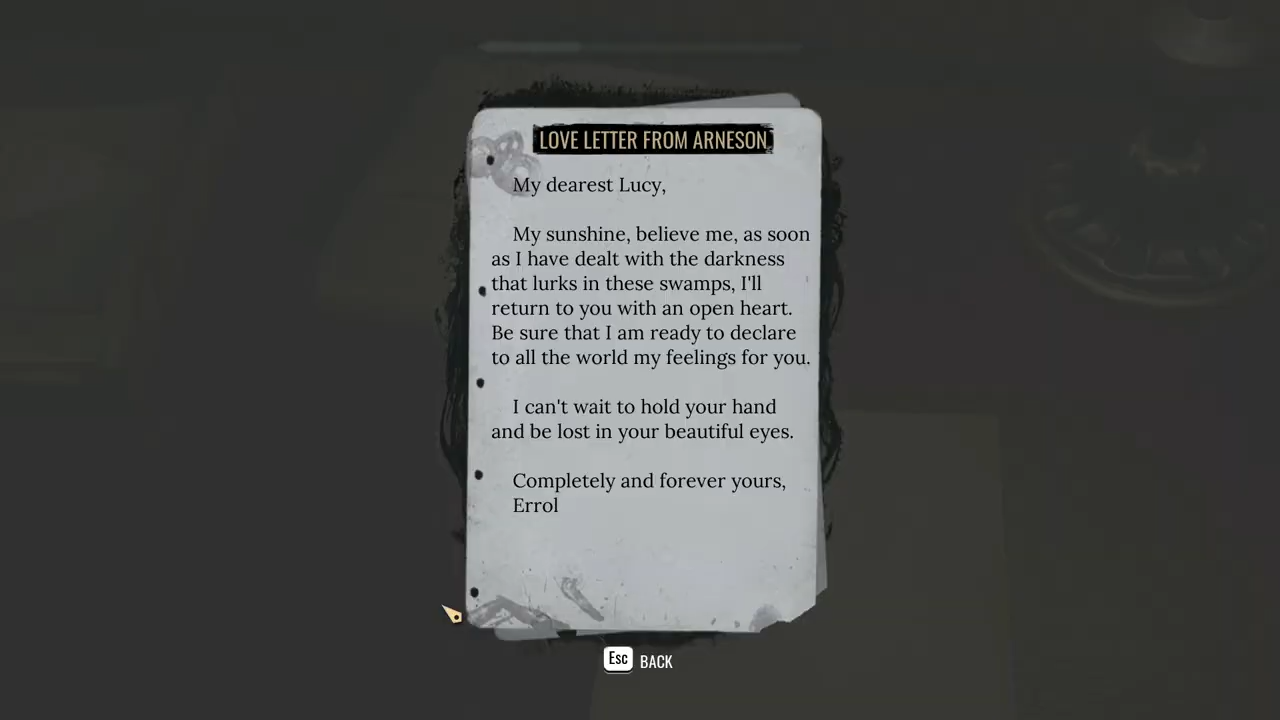 LOVE LETTER FROM ARNESON
My dearest Lucy,
My sunshine, believe me, as soon
as I have dealt with the darkness
that lurks in these swamps, I'll
return to you with an open heart.
Be sure that I am ready to declare
to all the world my feelings for you.
I can't wait to hold your hand
and be lost in your beautiful eyes.
Completely and forever yours,
Errol
Esc BACK